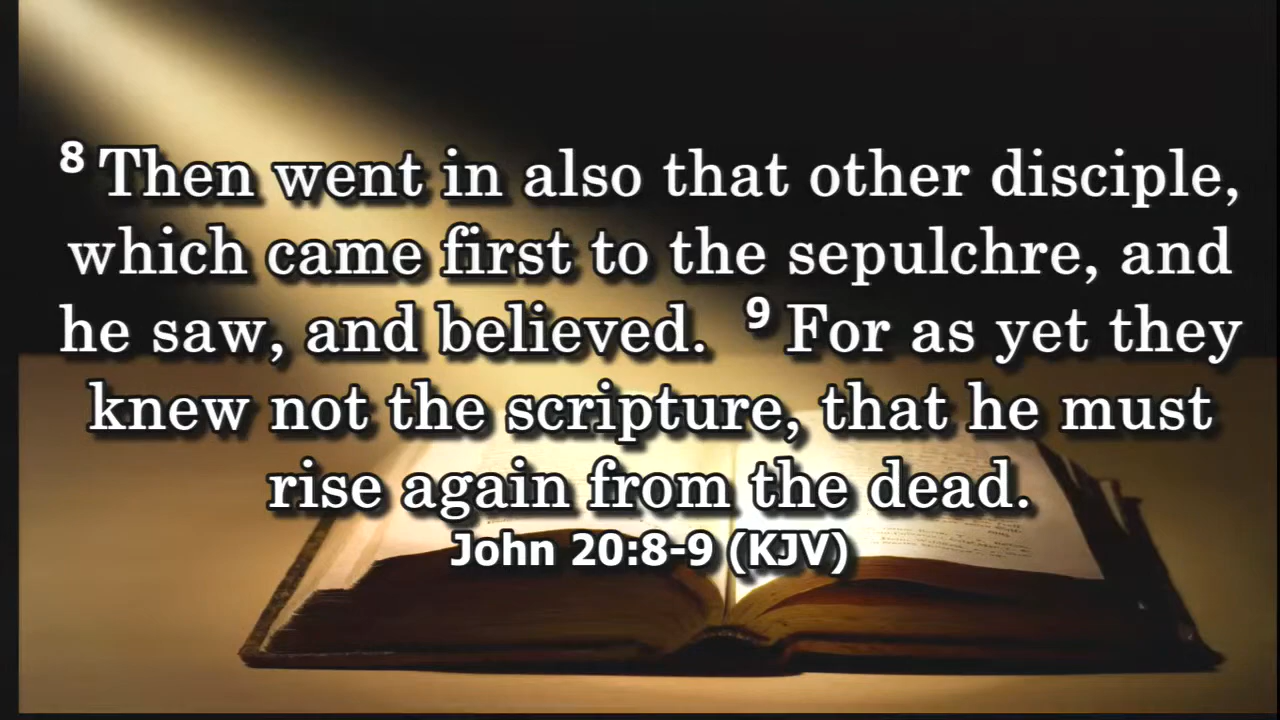 8 Then went in also that other disciple,
which came first to the sepulchre, and
he saw, and believed. 9 For as yet they
knew not the scripture, that he must
rise again from the dead.
John 20:8-9 (KJV)